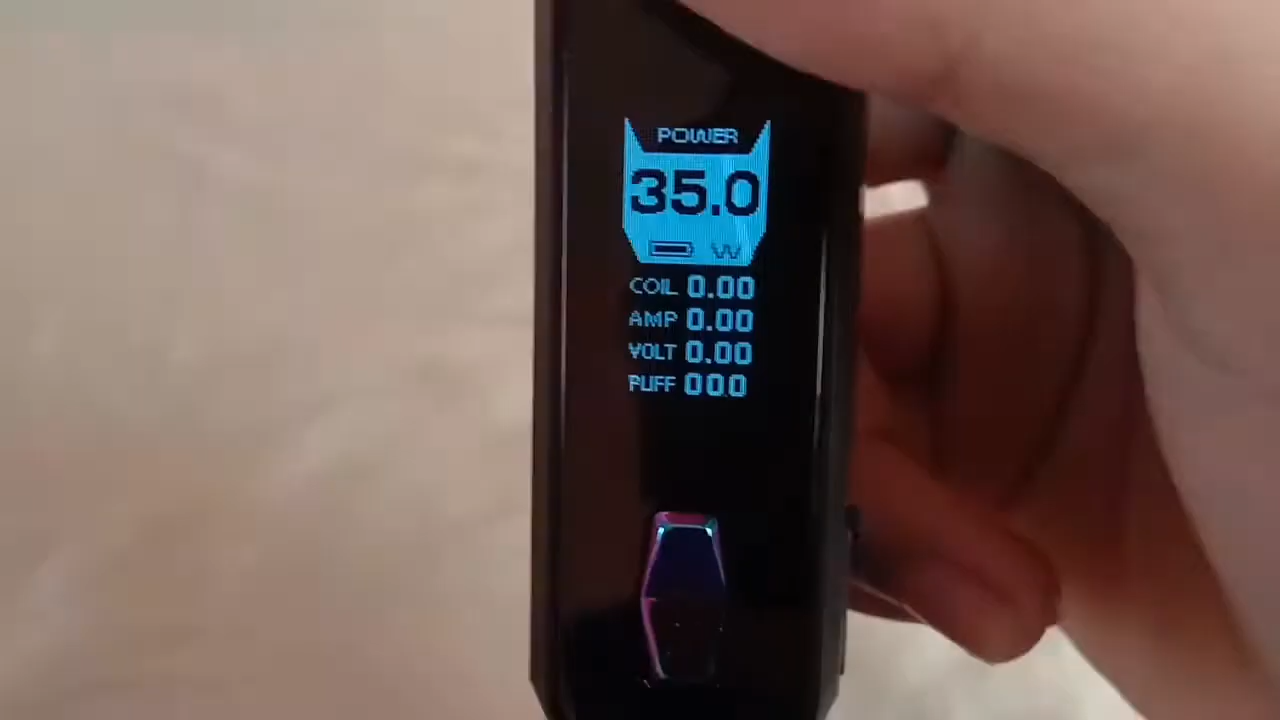 POWER
35.0
W
COIL 0.00
AMP 0.00
VOLT 0.00
PUFF 000